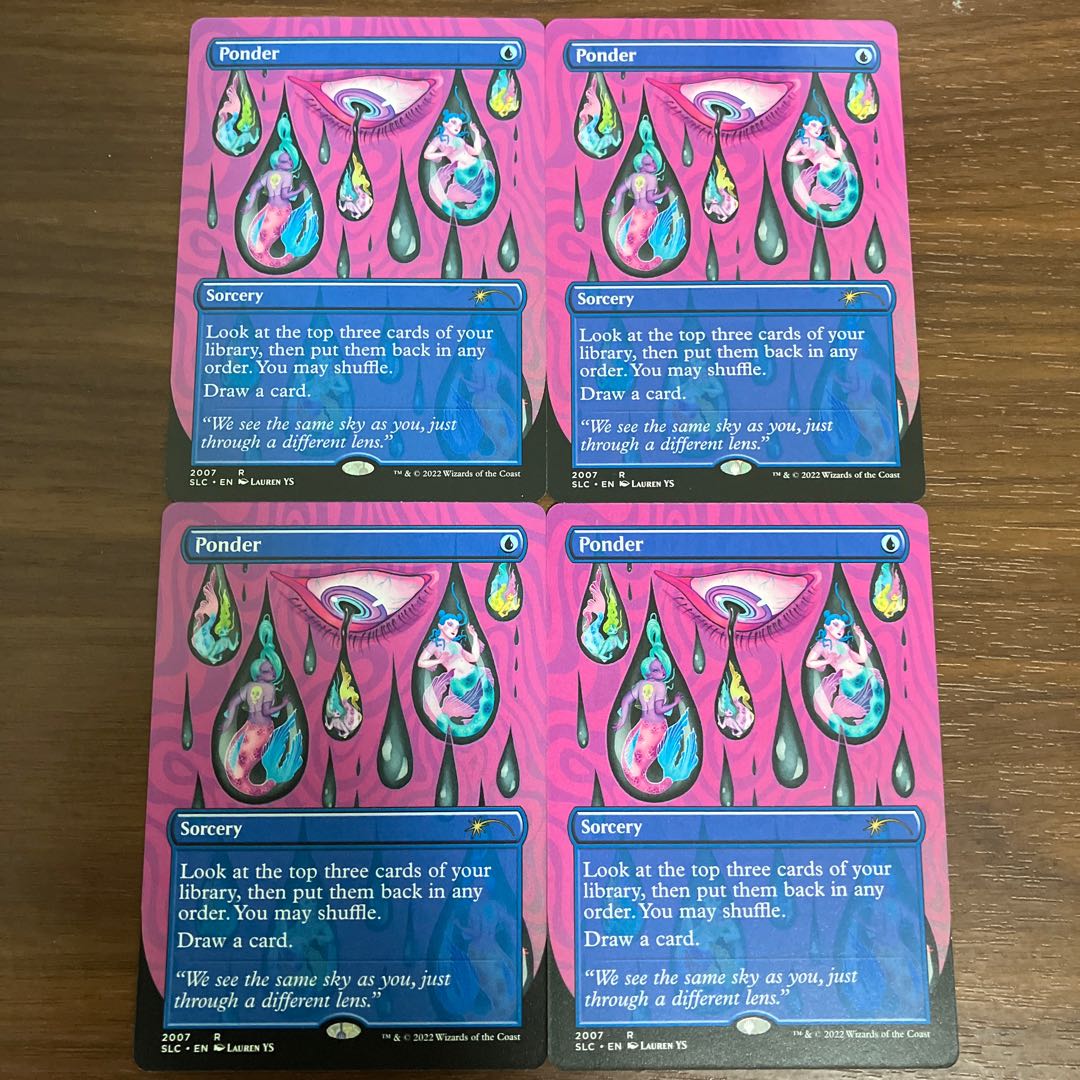 Ponder
Sorcery
Look at the top three cards of your
library, then put them back in any
order. You may shuffle.
Draw a card.
“We see the same sky as you, just
through a different lens.”
2007 R
SLC • EN Lauren YS
™ & © 2022 Wizards of the Coast
Ponder
Sorcery
Look at the top three cards of your
library, then put them back in any
order. You may shuffle.
Draw a card.
“We see the same sky as you, just
through a different lens.”
2007 R
SLC • EN Lauren YS
™ & © 2022 Wizards of the Coast
Ponder
Sorcery
Look at the top three cards of your
library, then put them back in any
order. You may shuffle.
Draw a card.
“We see the same sky as you, just
through a different lens.”
2007 R
SLC • EN Lauren YS
™ & © 2022 Wizards of the Coast
Ponder
Sorcery
Look at the top three cards of your
library, then put them back in any
order. You may shuffle.
Draw a card.
“We see the same sky as you, just
through a different lens.”
2007 R
SLC • EN Lauren YS
™ & © 2022 Wizards of the Coast